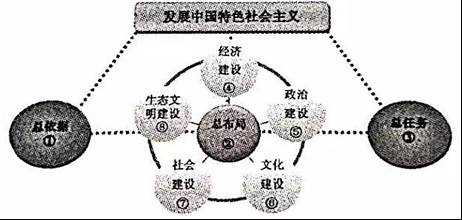 发展中国特色社会主义
经济
建设
④
生态文
明建设
⑧
政治
建设
⑤
总依据
①
总布局
②
总任务
③
社会
建设
⑦
文化
建设
⑥